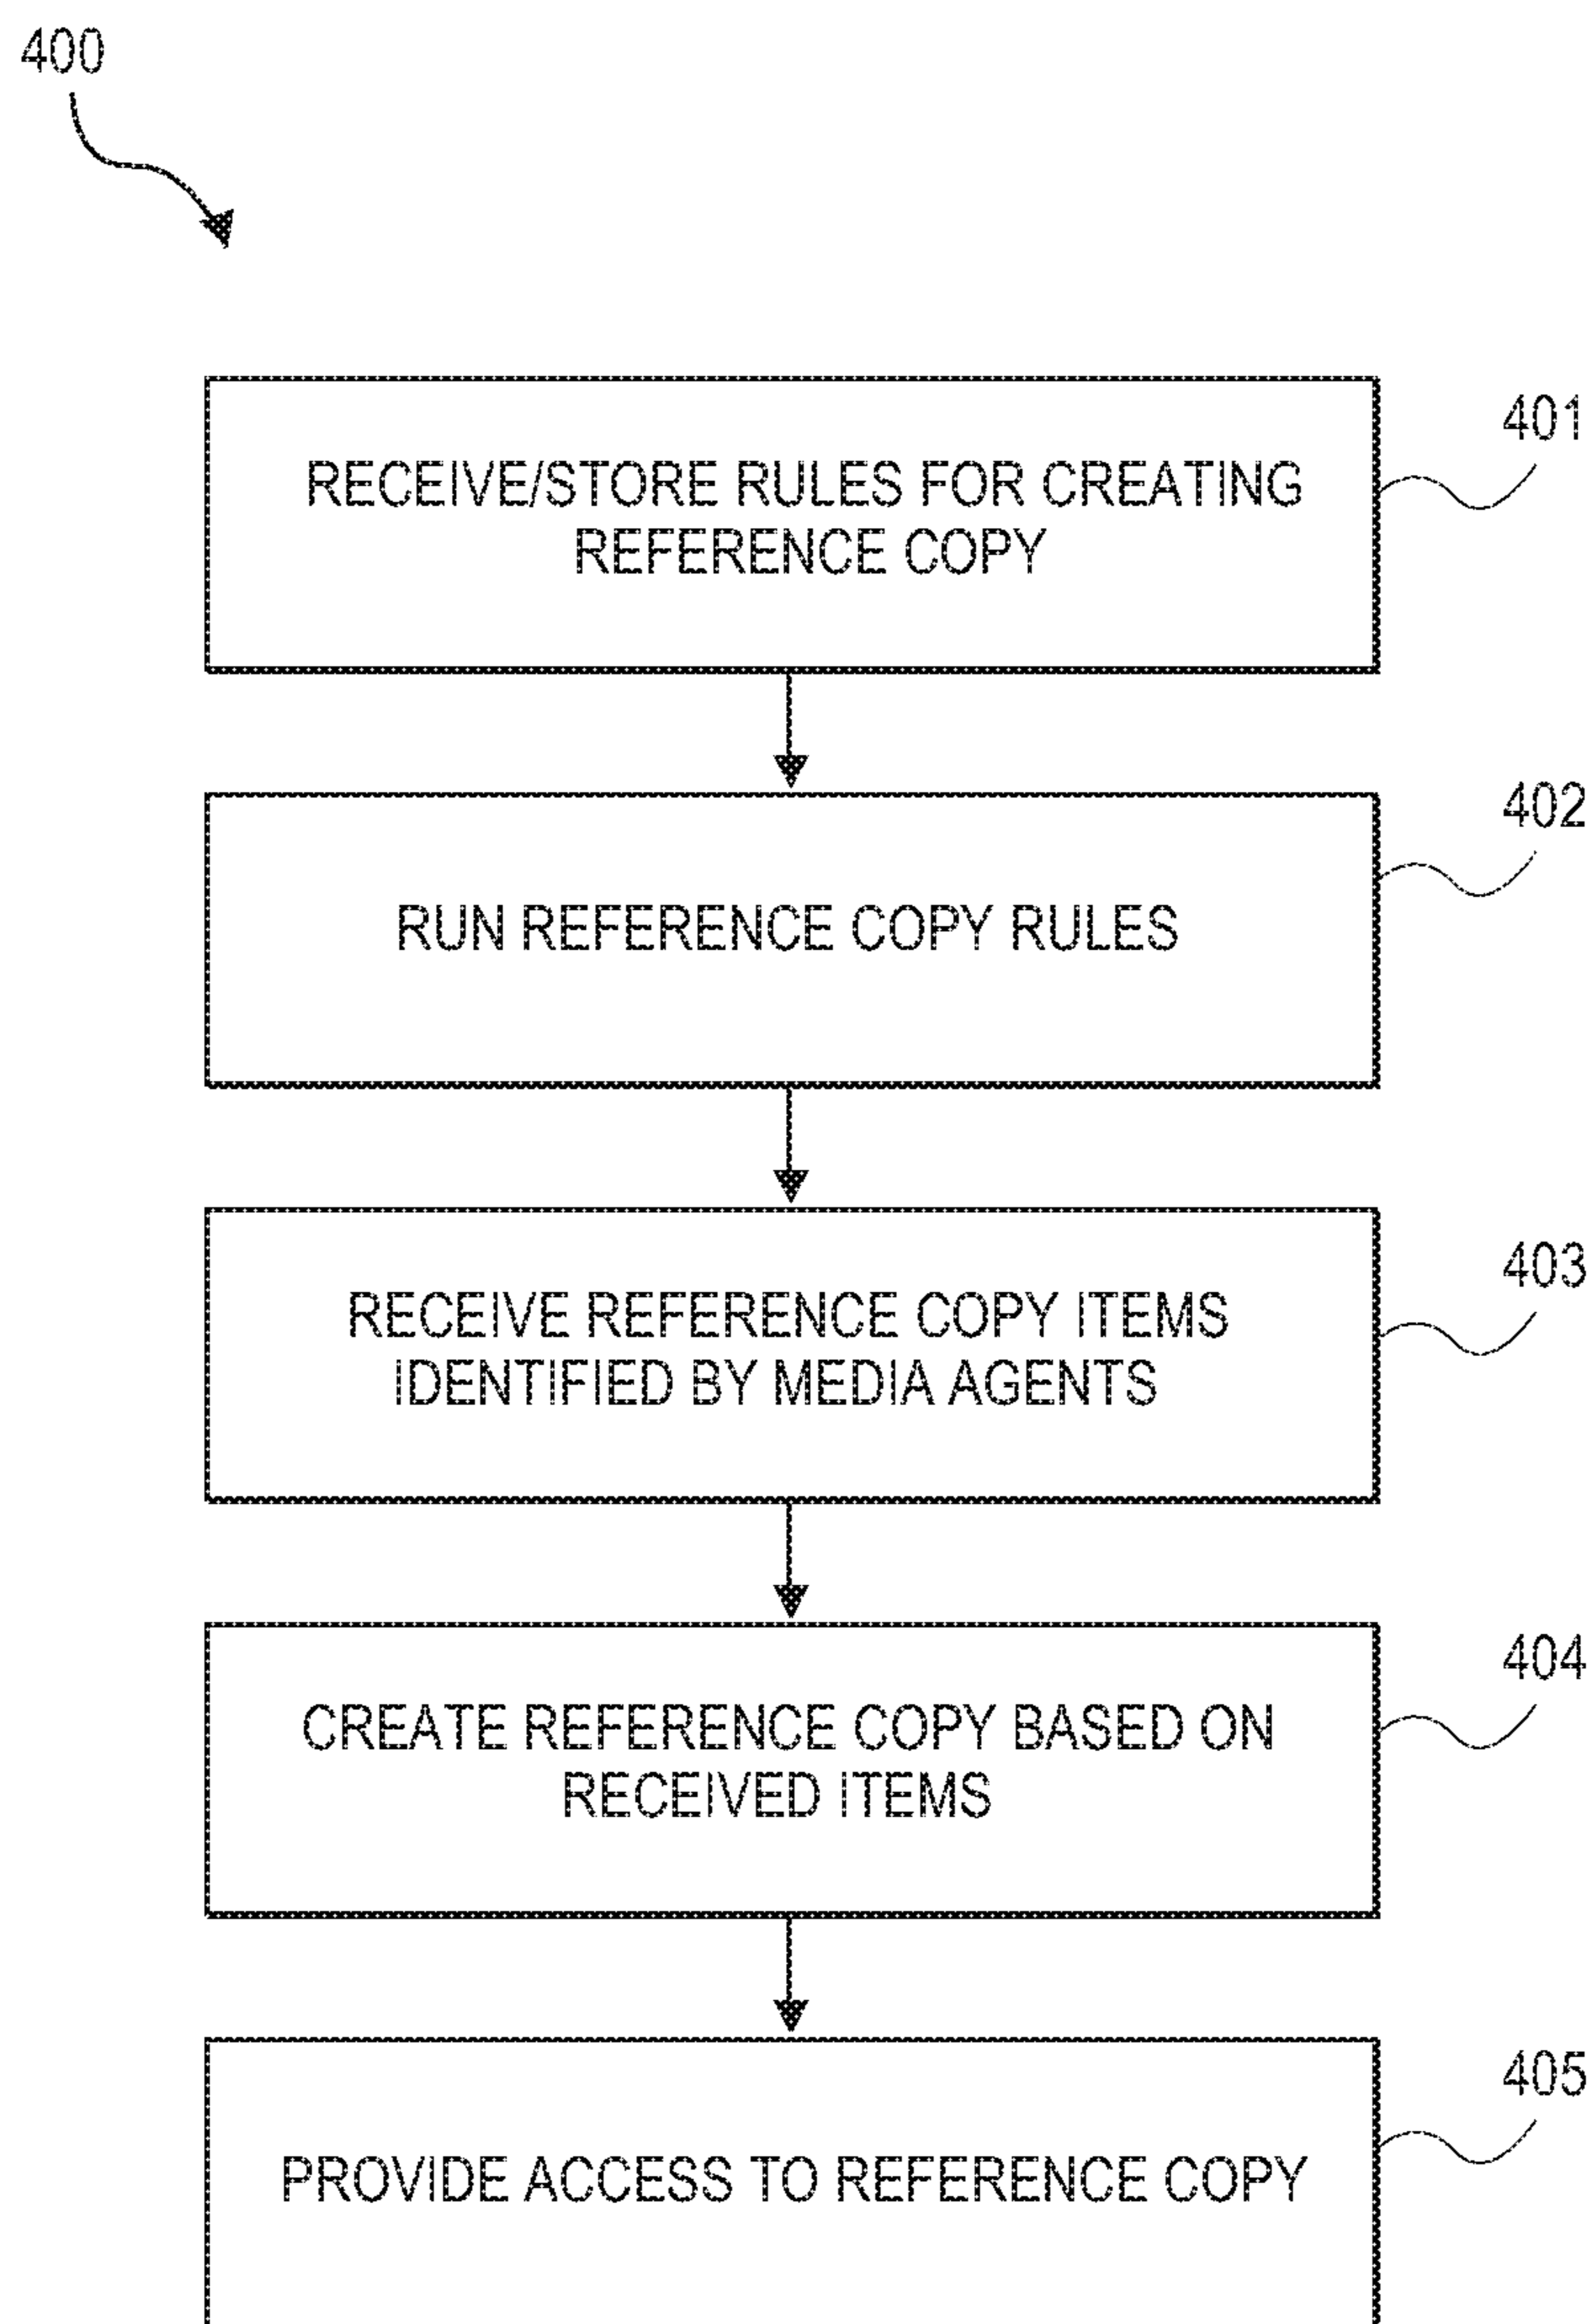 400
401
RECEIVE/STORE RULES FOR CREATING
REFERENCE COPY
402
RUN REFERENCE COPY RULES
403
RECEIVE REFERENCE COPY ITEMS
IDENTIFIED BY MEDIA AGENTS
404
CREATE REFERENCE COPY BASED ON
RECEIVED ITEMS
405
PROVIDE ACCESS TO REFERENCE COPY